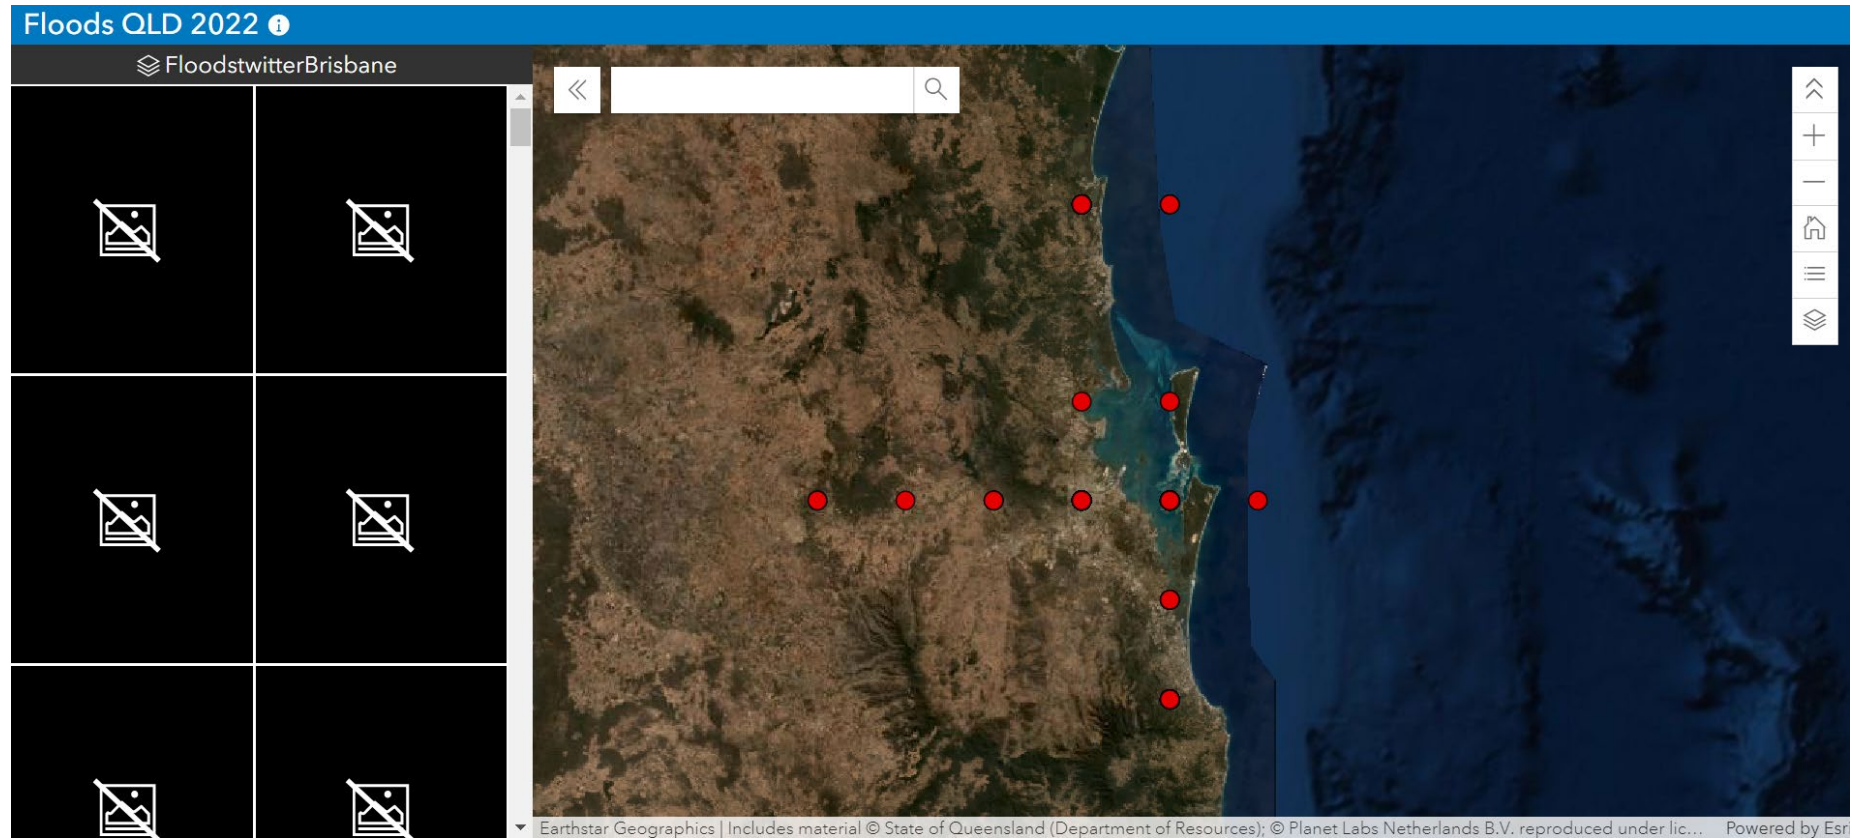 Floods QLD 2022
FloodstwitterBrisbane
Earthstar Geographics | Includes material © State of Queensland (Department of Resources); © Planet Labs Netherlands B.V. reproduced under lic... Powered by Esr